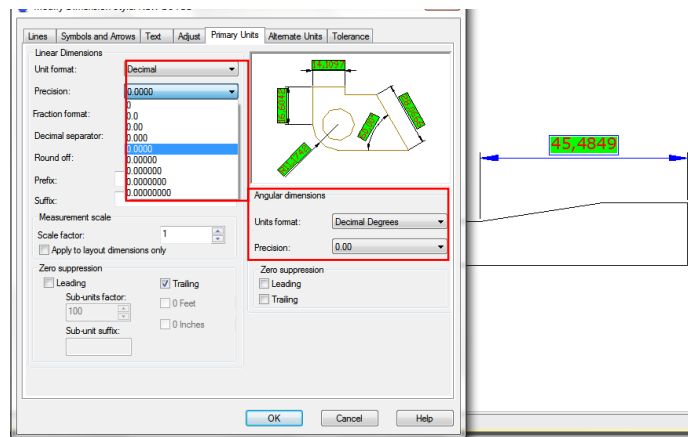 Lines Symbols and Arrows Text Adjust Primary Units Alternate Units Tolerance
Linear Dimensions
Unit format: Decimal
Precision: 0.0000
0
0.0
0.00
0.000
0.0000
0.00000
0.000000
0.0000000
0.00000000
Fraction format:
Decimal separator:
Round off:
Prefix:
Suffix:
Measurement scale
Scale factor: 1
Apply to layout dimensions only
Zero suppression
Leading Trailing
Sub-units factor: 0 Feet
100
Sub-unit suffix: 0 Inches
14,1097
Angular dimensions
Units format: Decimal Degrees
Precision: 0.00
Zero suppression
Leading
Trailing
OK Cancel Help
45,4849